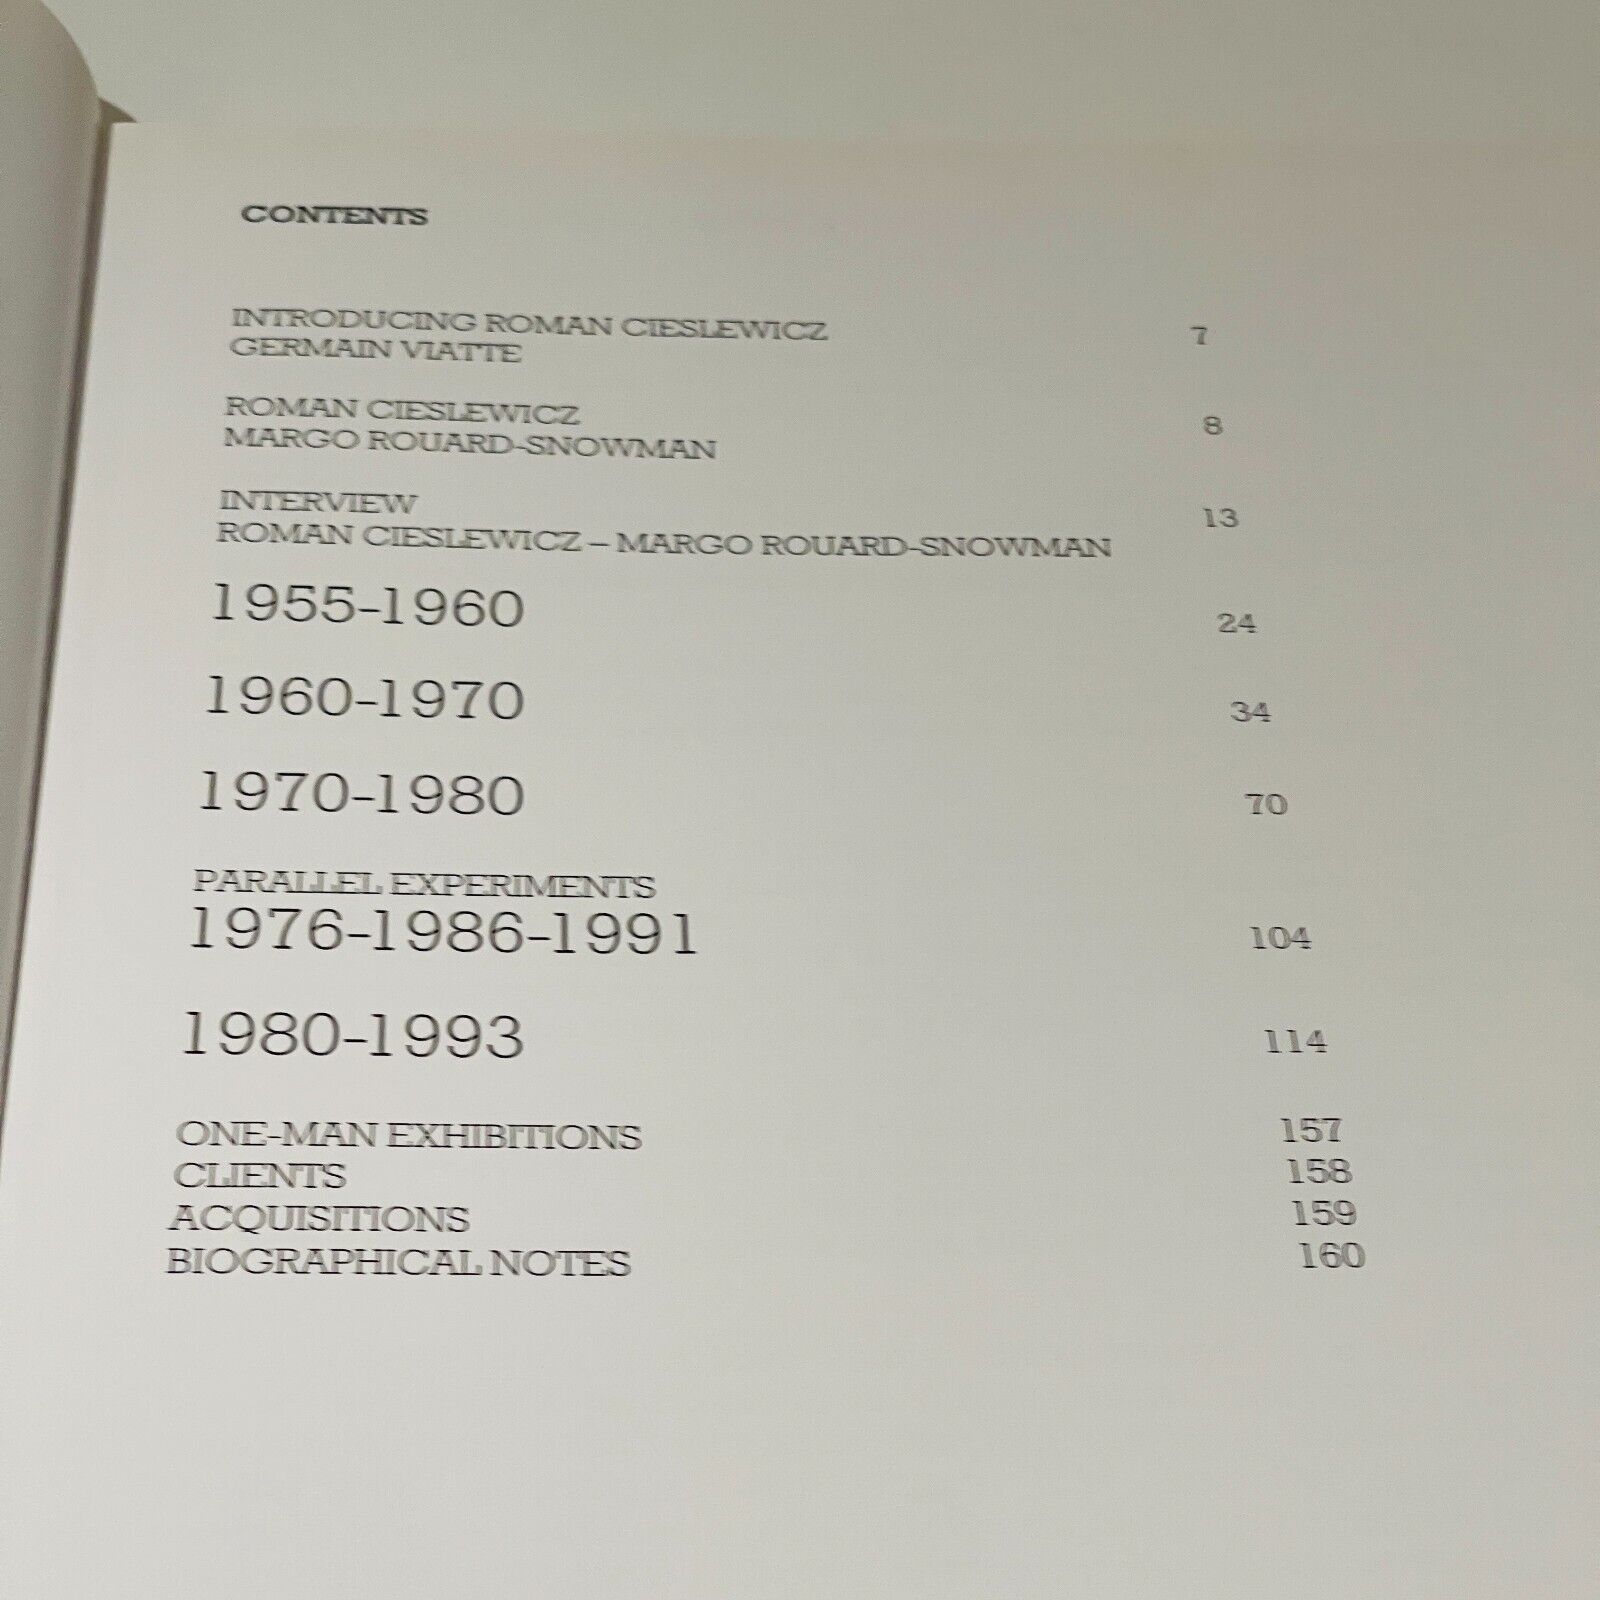 CONTENTS
INTRODUCING ROMAN CIESLEWICZ 7
GERMAIN VIATTE
ROMAN CIESLEWICZ 8
MARGO ROUARD-SNOWMAN
INTERVIEW 13
ROMAN CIESLEWICZ – MARGO ROUARD-SNOWMAN
1955-1960 24
1960-1970 34
1970-1980 70
PARALLEL EXPERIMENTS
1976-1986-1991 104
1980-1993 114
ONE-MAN EXHIBITIONS 157
CLIENTS 158
ACQUISITIONS 159
BIOGRAPHICAL NOTES 160